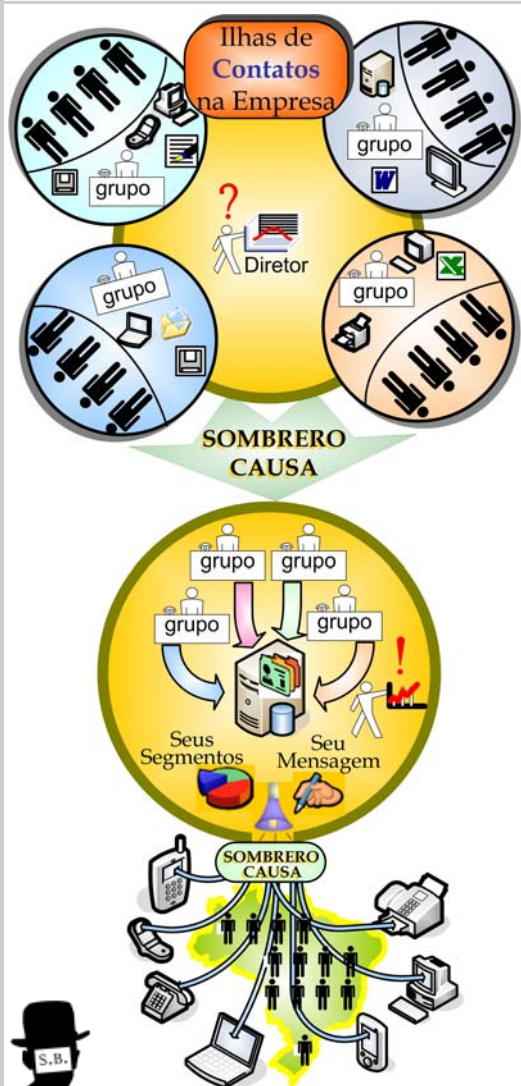 Ilhas de
Contatos
na Empresa
grupo
grupo
W
?
Diretor
grupo
grupo
X
SOMBRERO
CAUSA
grupo
grupo
grupo
grupo
!
Seus
Segmentos
Seu
Mensagem
SOMBRERO
CAUSA
S.B.